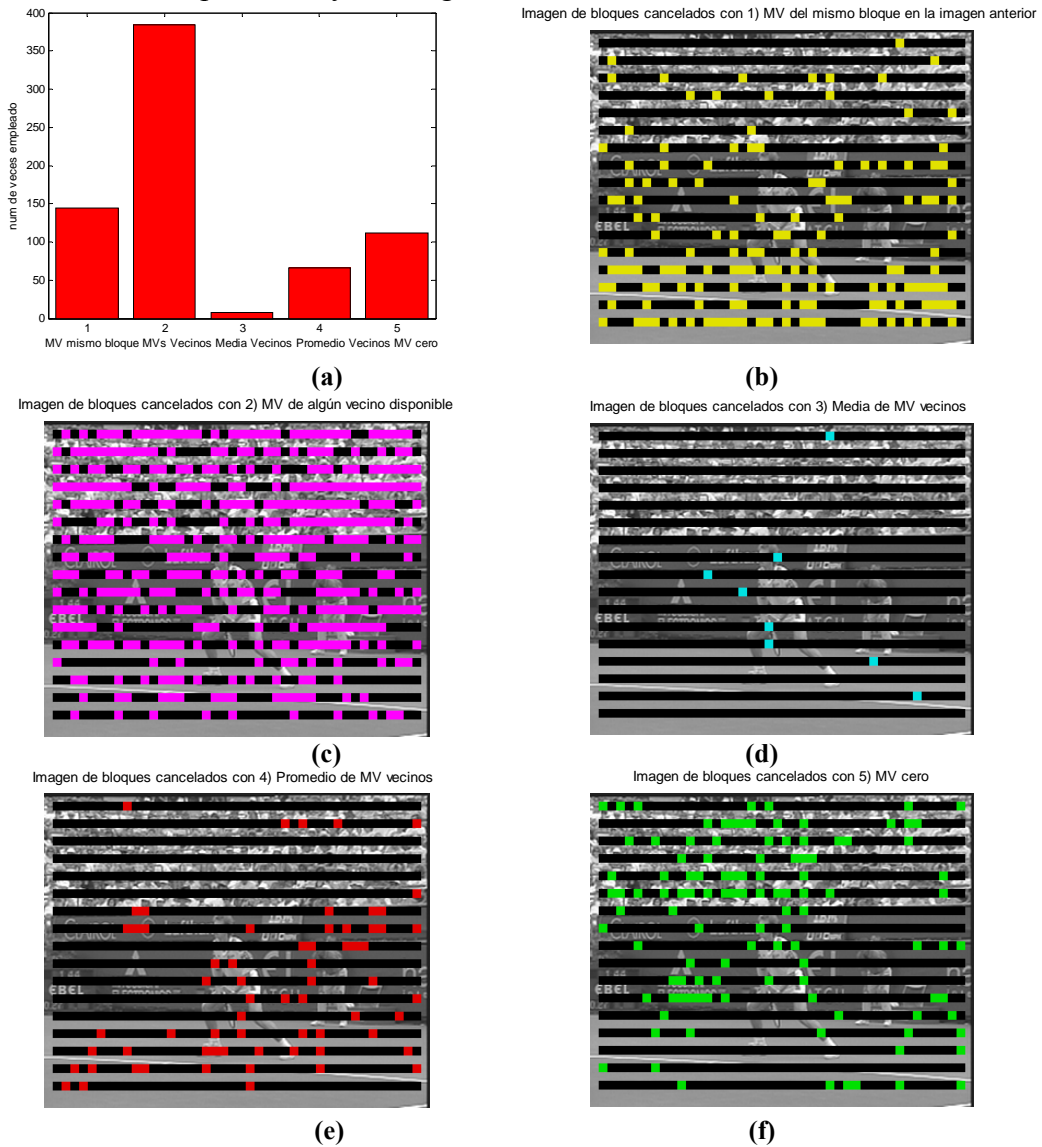 Imagen de bloques cancelados con 1) MV del mismo bloque en la imagen anterior
400
350
300
250
200
150
100
50
0
num de veces empleado
1 2 3 4 5
MV mismo bloque MVs Vecinos Media Vecinos Promedio Vecinos MV cero
(a)
(b)
Imagen de bloques cancelados con 2) MV de algún vecino disponible
Imagen de bloques cancelados con 3) Media de MV vecinos
EBEL
EBEL
(c)
(d)
Imagen de bloques cancelados con 4) Promedio de MV vecinos
Imagen de bloques cancelados con 5) MV cero
EBEL
EBEL
(e)
(f)